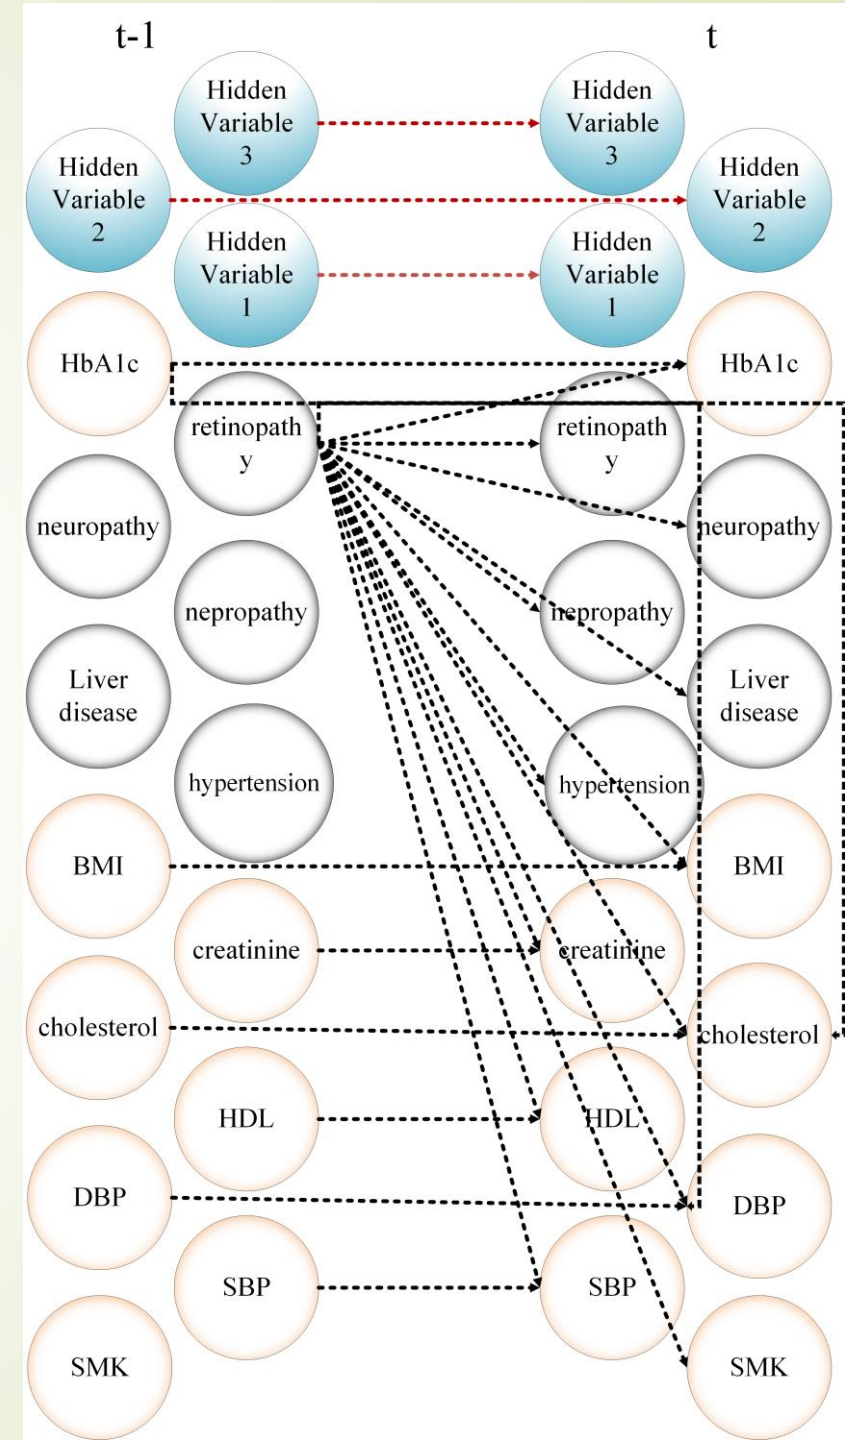 t-1
t
Hidden
Variable
3
Hidden
Variable
3
Hidden
Variable
2
Hidden
Variable
2
Hidden
Variable
1
Hidden
Variable
1
HbA1c
HbA1c
retinopath
y
retinopath
y
neuropathy
neuropathy
nepropathy
nepropathy
Liver
disease
Liver
disease
hypertension
hypertension
BMI
BMI
creatinine
creatinine
cholesterol
cholesterol
HDL
HDL
DBP
DBP
SBP
SBP
SMK
SMK